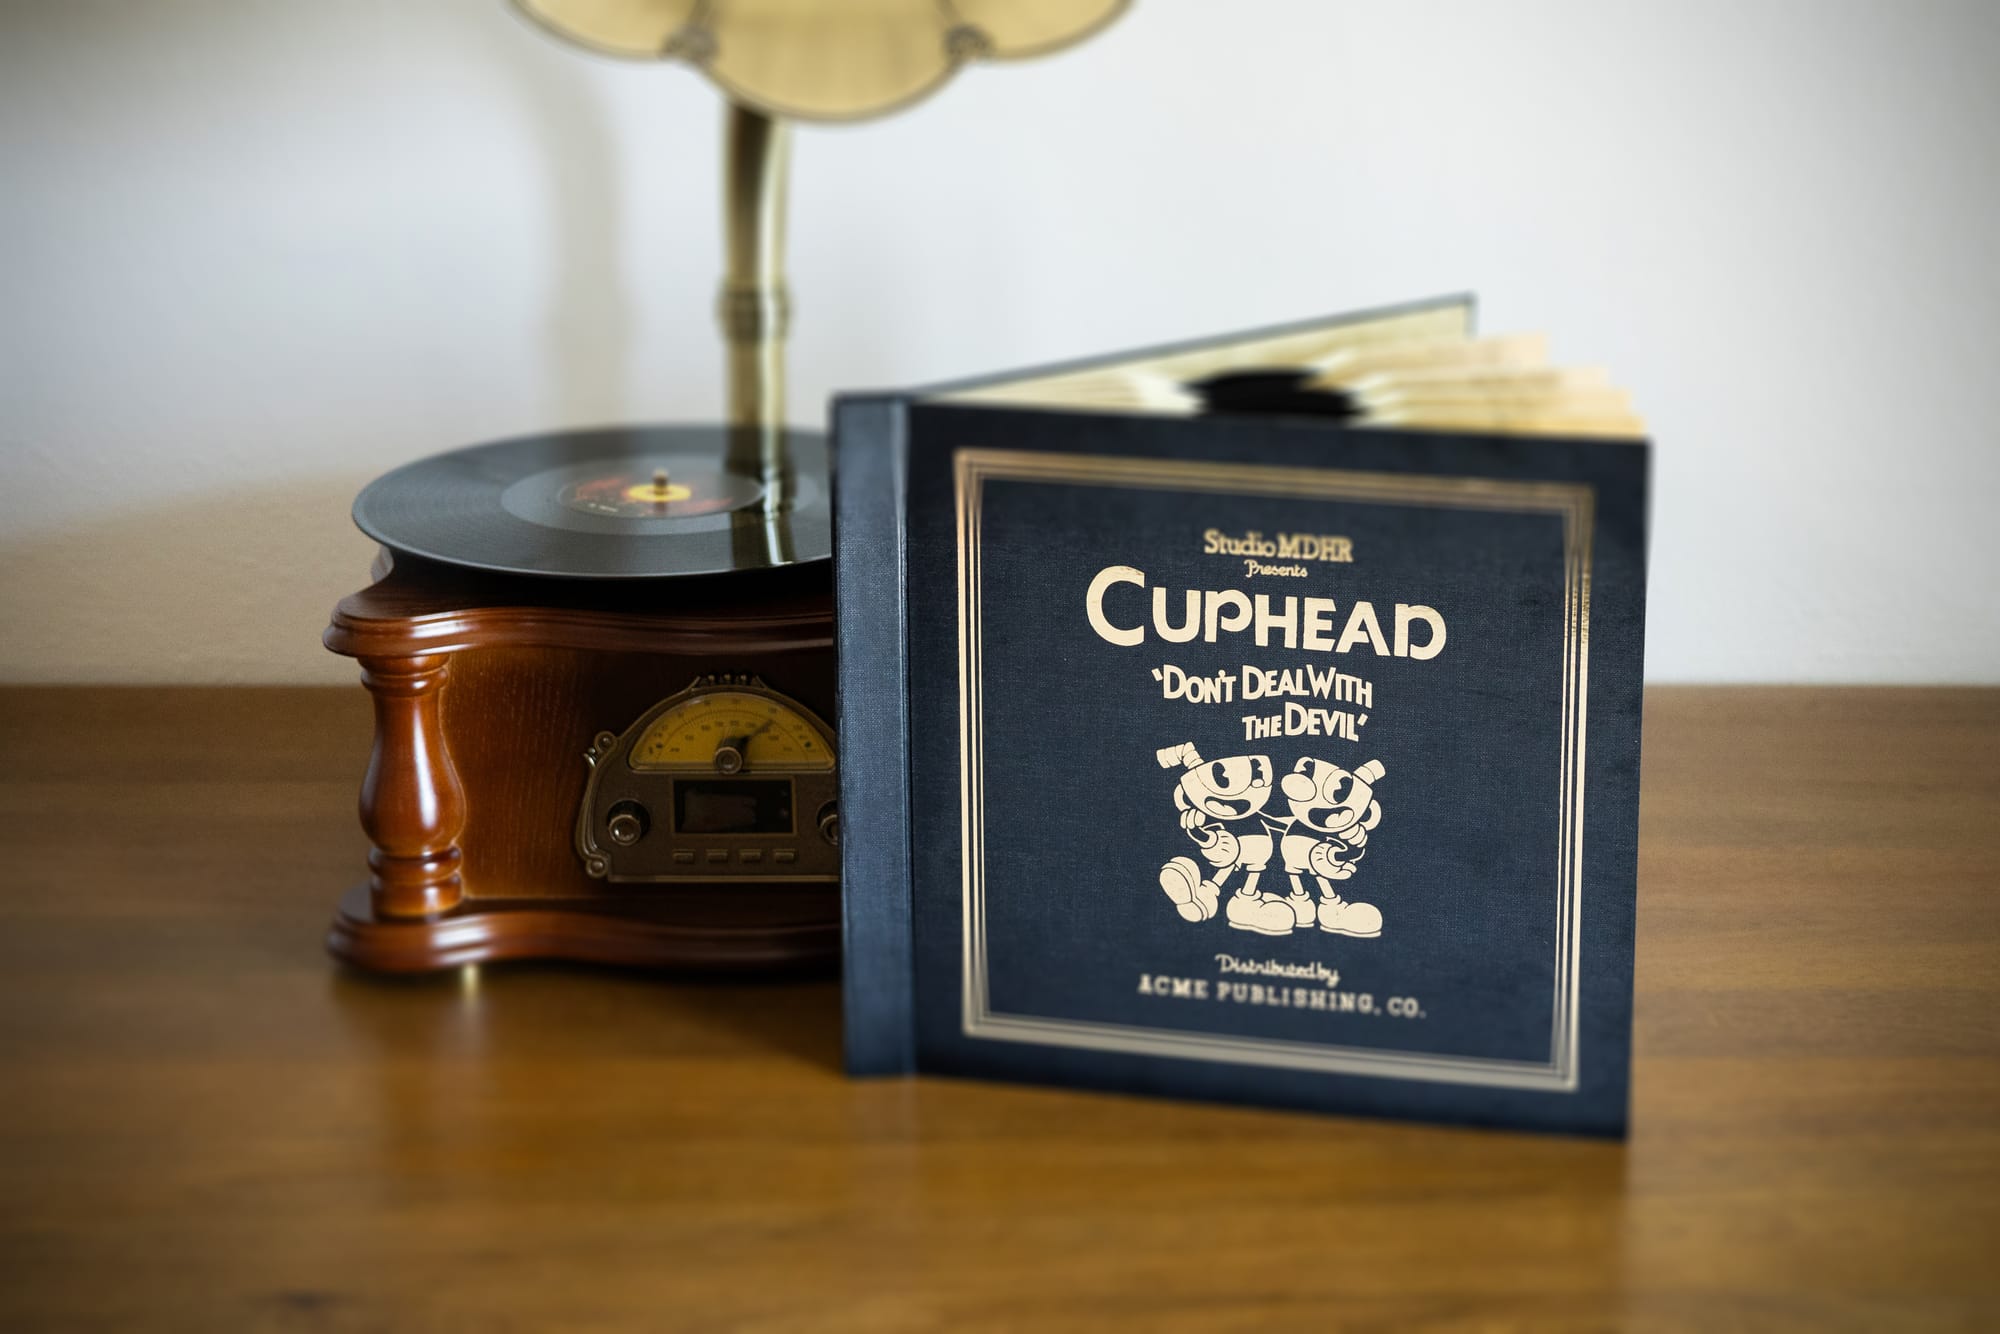 Studio MDHR
Presents
CUPHEAD
'DON'T DEAL WITH
THE DEVIL'
Distributed by
ACME PUBLISHING, CO.